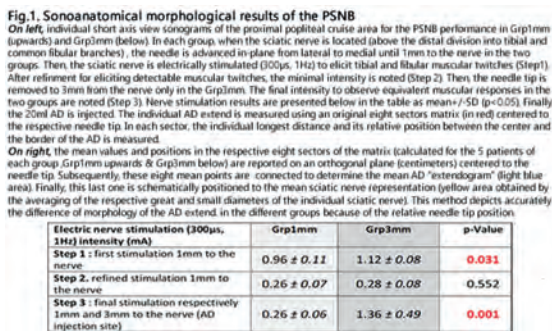 Fig.1. Sonoanatomical morphological results of the PSNB
On left, individual short axis view sonograms of the proximal popliteal cruise area for the PSNB performance in Grp1mm
(upwards) and Grp3mm (below). In each group, when the sciatic nerve is located (above the distal division into tibial and
common fibular branches) , the needle is advanced in-plane from lateral to medial until 1mm to the nerve in the two
groups. Then, the sciatic nerve is electrically stimulated (300µs, 1Hz) to elicit tibial and fibular muscular twitches (Step1).
After refinment for eliciting detectable muscular twitches, the minimal intensity is noted (Step 2). Then, the needle tip is
removed to 3mm from the nerve only in the Grp3mm. The final intensity to observe equivalent muscular responses in the
two groups are noted (Step 3). Nerve stimulation results are presented below in the table as mean+/-SD (p<0.05). Finally
the 20ml AD is injected. The individual AD extend is measured using an original eight sectors matrix (in red) centered to
the respective needle tip. In each sector, the individual longest distance and its relative position between the center and
the border of the AD is measured.
On right, the mean values and positions in the respective eight sectors of the matrix (calculated for the 5 patients of
each group ,Grp1mm upwards & Grp3mm below) are reported on an orthogonal plane (centimeters) centered to the
needle tip. Subsequently, these eight mean points are connected to determine the mean AD "extendogram" (light blue
area). Finally, this last one is schematically positioned to the mean sciatic nerve representation (yellow area obtained by
the averaging of the respective great and small diameters of the individual sciatic nerve). This method depicts accurately
the difference of morphology of the AD extend in the different groups because of the relative needle tip position.
Electric nerve stimulation (300µs, 1Hz) intensity (mA) Grp1mm Grp3mm p-Value
Step 1 : first stimulation 1mm to the nerve 0.96 ± 0.11 1.12 ± 0.08 0.031
Step 2. refined stimulation 1mm to the nerve 0.26 ± 0.07 0.28 ± 0.08 0.552
Step 3 : final stimulation respectively 1mm and 3mm to the nerve (AD injection site) 0.26 ± 0.06 1.36 ± 0.49 0.001